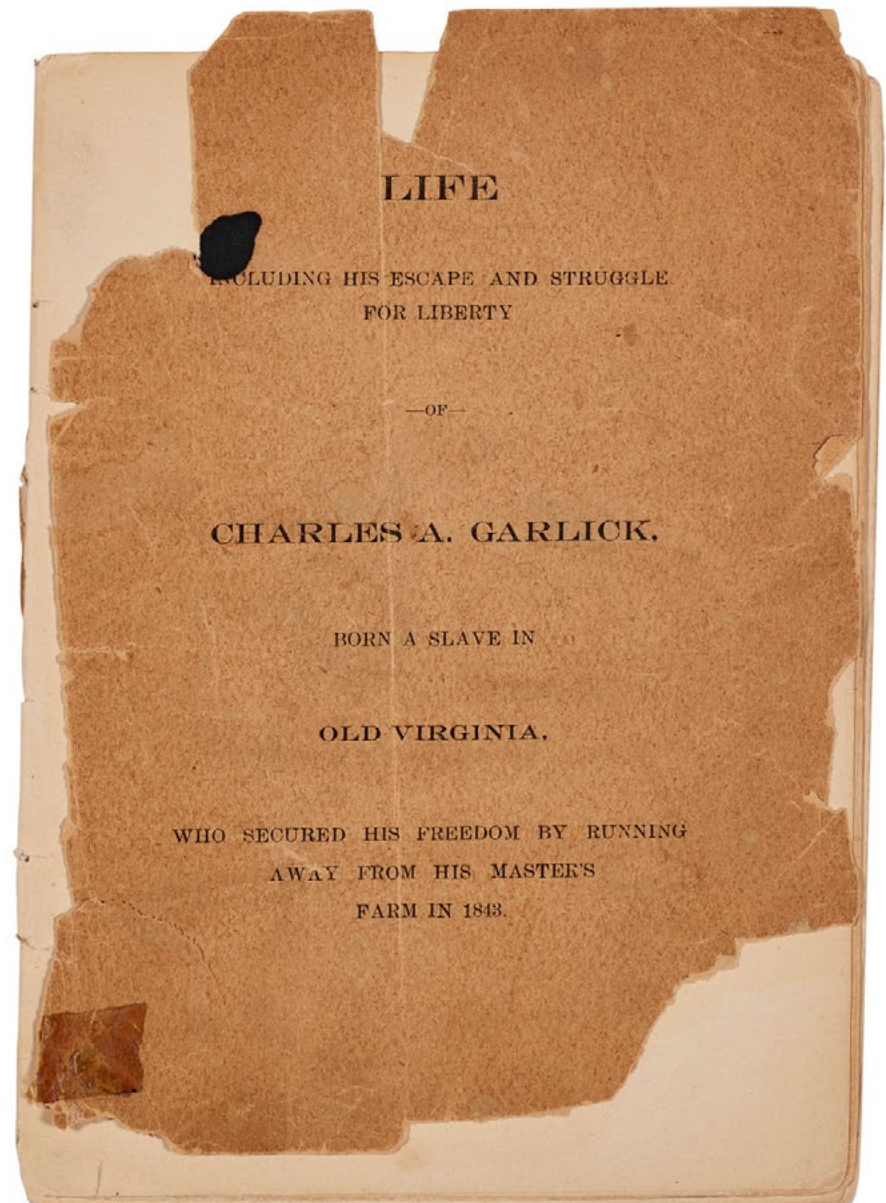 LIFE
INCLUDING HIS ESCAPE AND STRUGGLE
FOR LIBERTY
—OF—
CHARLES A. GARLICK,
BORN A SLAVE IN
OLD VIRGINIA,
WHO SECURED HIS FREEDOM BY RUNNING
AWAY FROM HIS MASTER'S
FARM IN 1843.